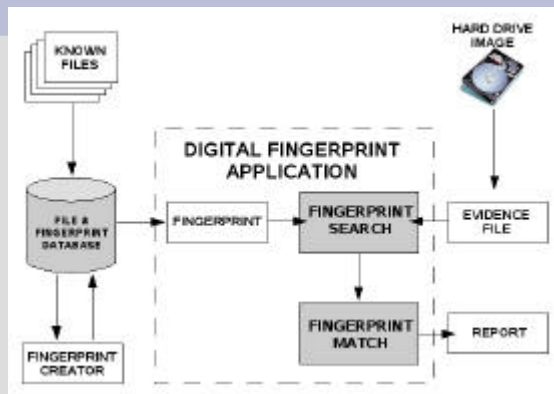 KNOWN
FILES
HARD DRIVE
IMAGE
DIGITAL FINGERPRINT
APPLICATION
FILE &
FINGERPRINT
DATABASE
FINGERPRINT
FINGERPRINT
SEARCH
EVIDENCE
FILE
FINGERPRINT
MATCH
REPORT
FINGERPRINT
CREATOR